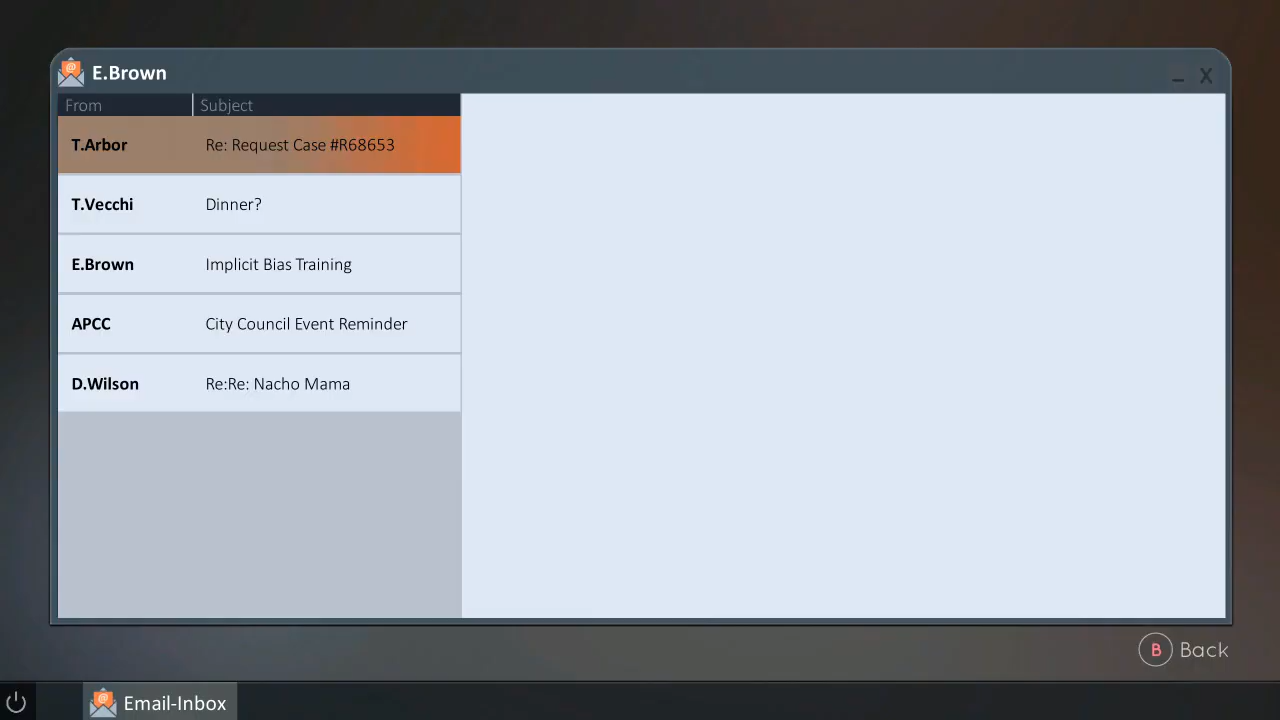 E.Brown
X
From Subject
T.Arbor Re: Request Case #R68653
T.Vecchi Dinner?
E.Brown Implicit Bias Training
APCC City Council Event Reminder
D.Wilson Re:Re: Nacho Mama
B Back
Email-Inbox